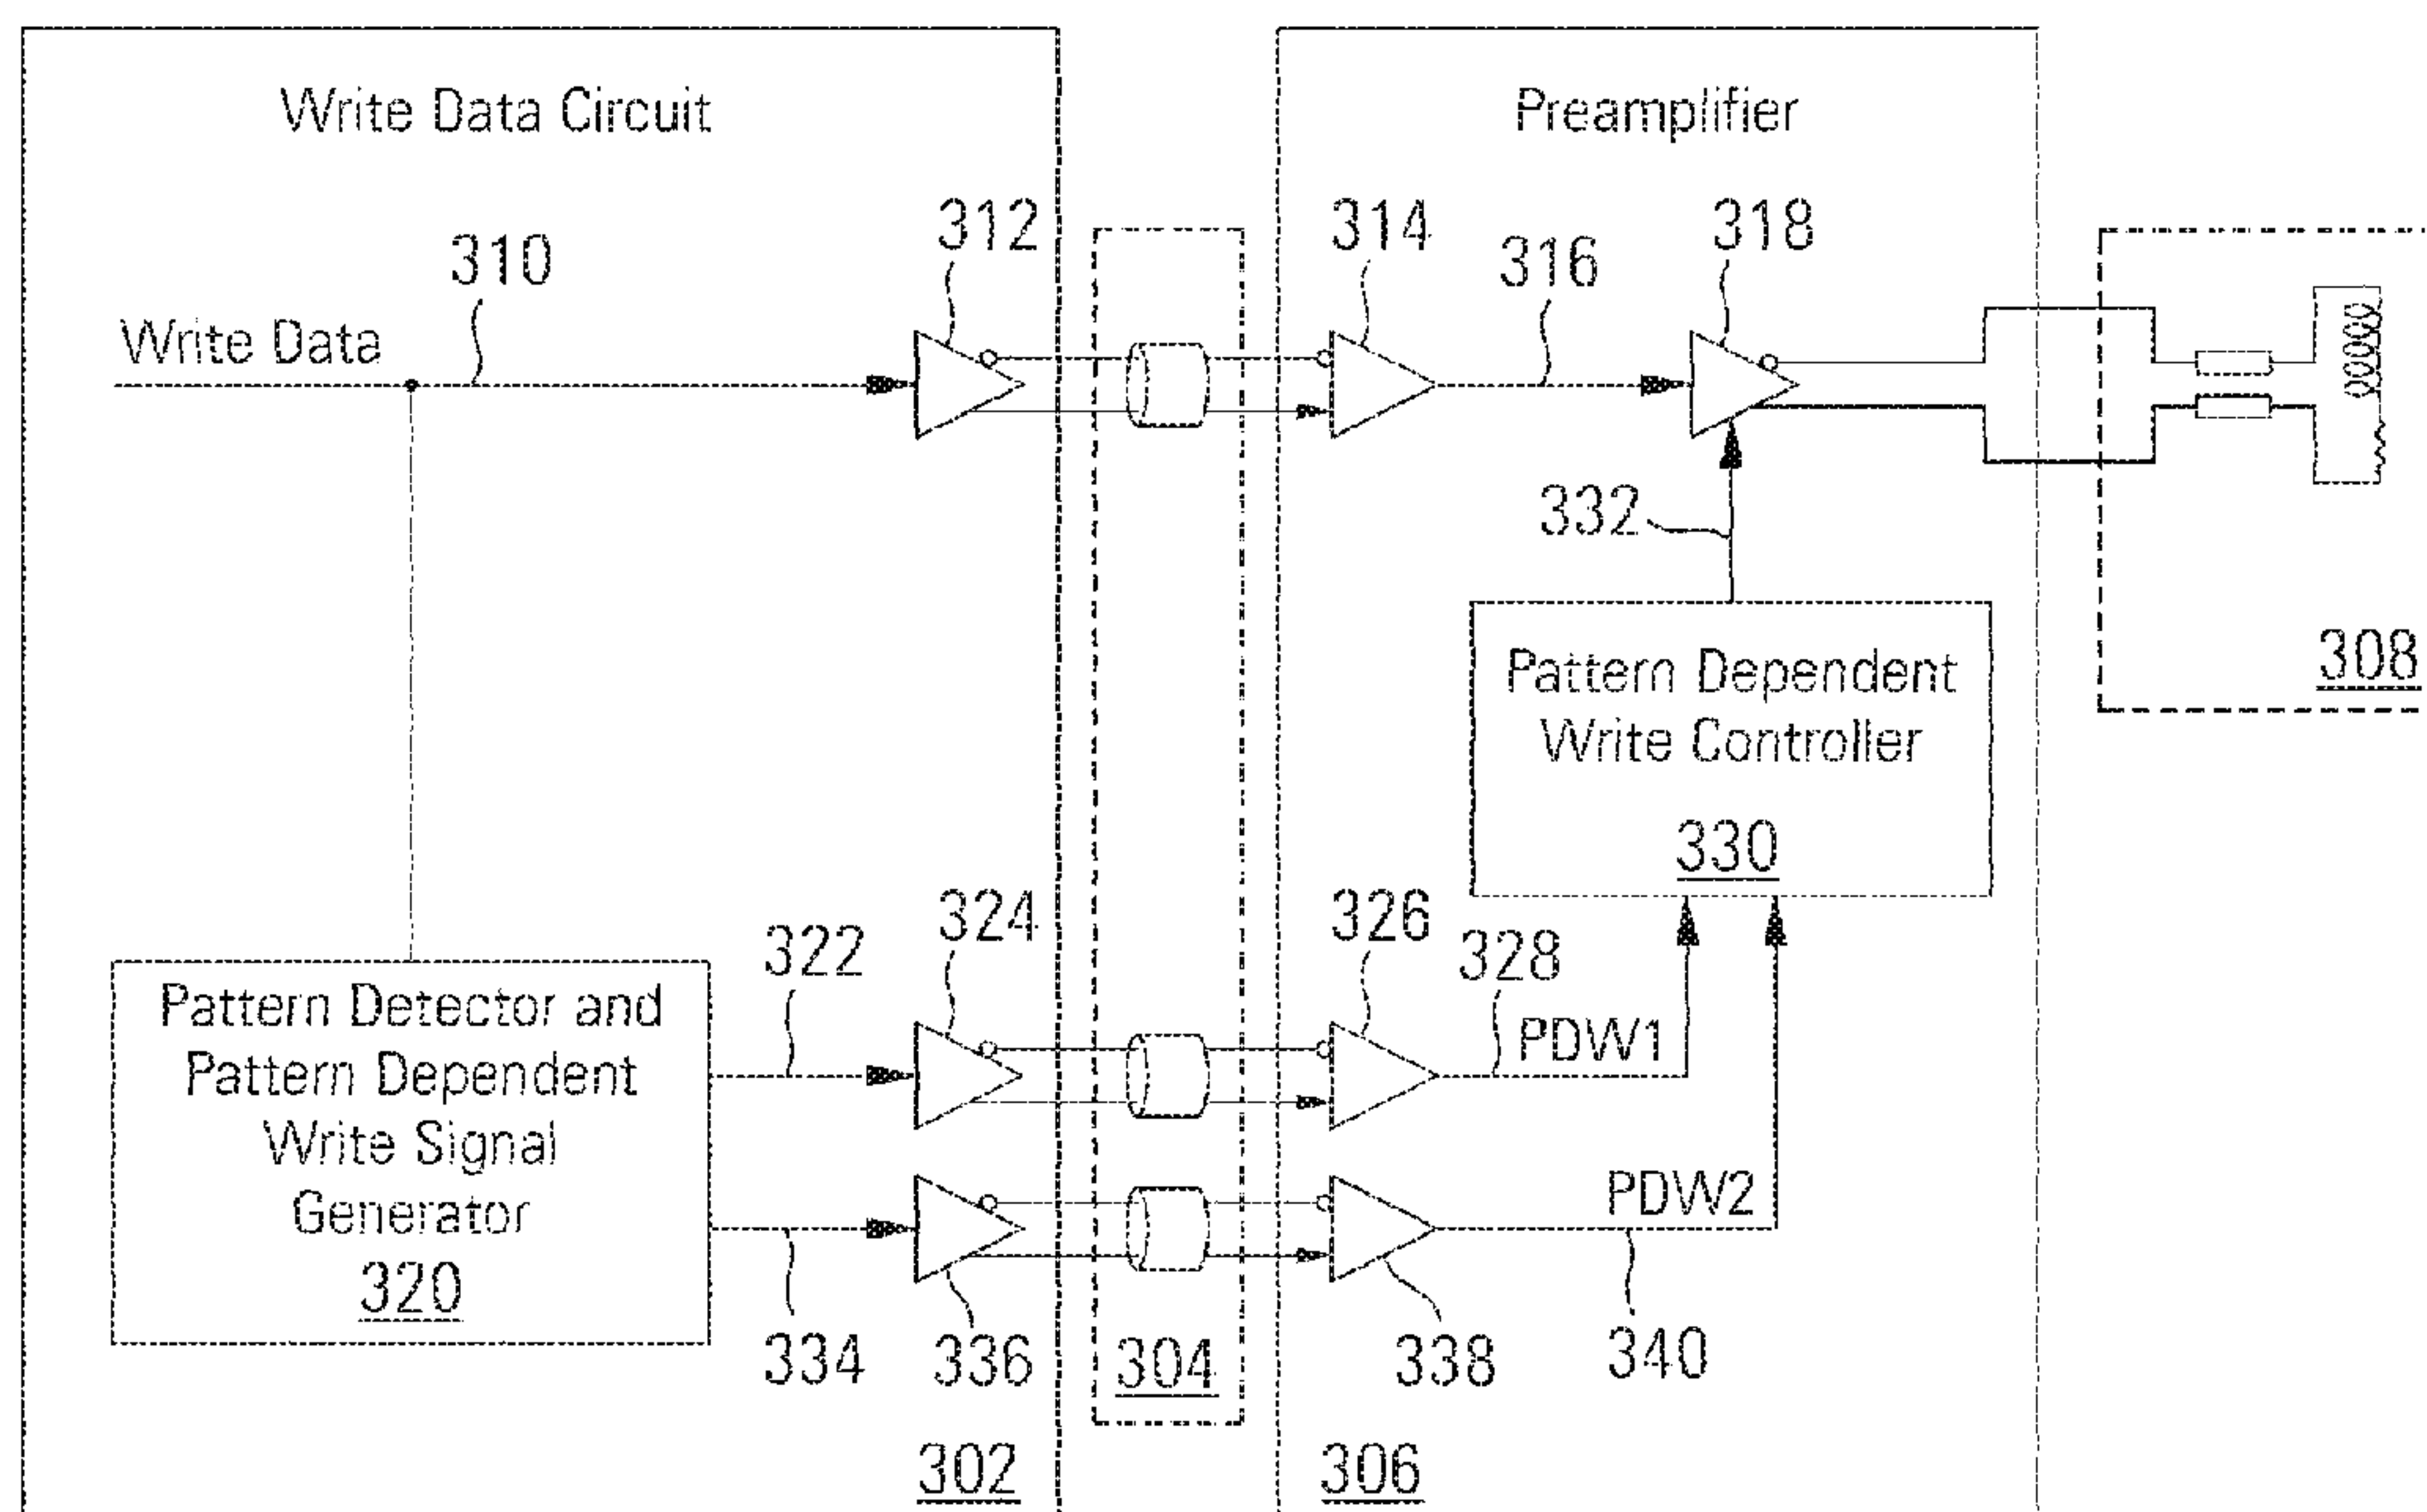 Write Data Circuit
Preamplifier
312
314
318
310
316
Write Data
332
308
Pattern Dependent
Write Controller
330
324
326
322
328
Pattern Detector and
Pattern Dependent
Write Signal
Generator
320
PDW1
PDW2
334
336
304
338
340
302
306